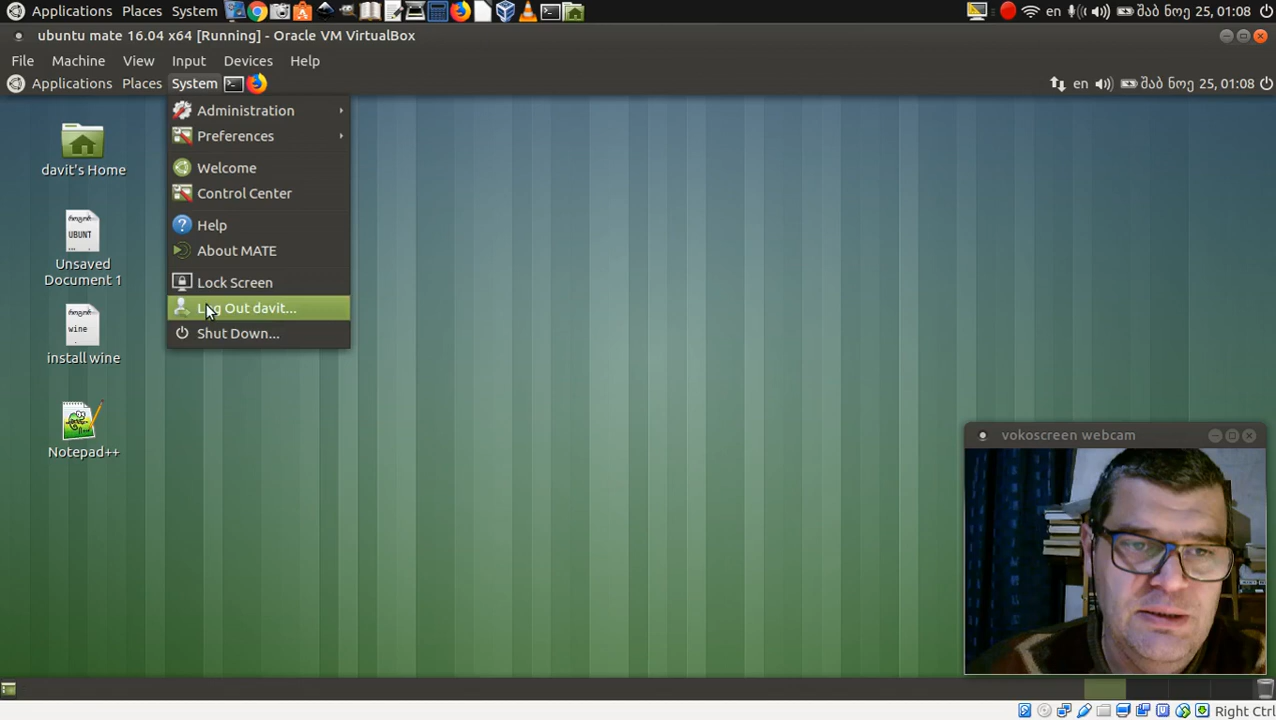 Applications Places System en შაბ ნოე 25, 01:08
ubuntu mate 16.04 x64 [Running] - Oracle VM VirtualBox
File Machine View Input Devices Help
Applications Places System en შაბ ნოე 25, 01:08
Administration
Preferences
Welcome
Control Center
Help
About MATE
Lock Screen
Log Out davit...
Shut Down...
davit's Home
UBUNT
Unsaved
Document 1
wine
install wine
Notepad++
vokoscreen webcam
Right Ctrl